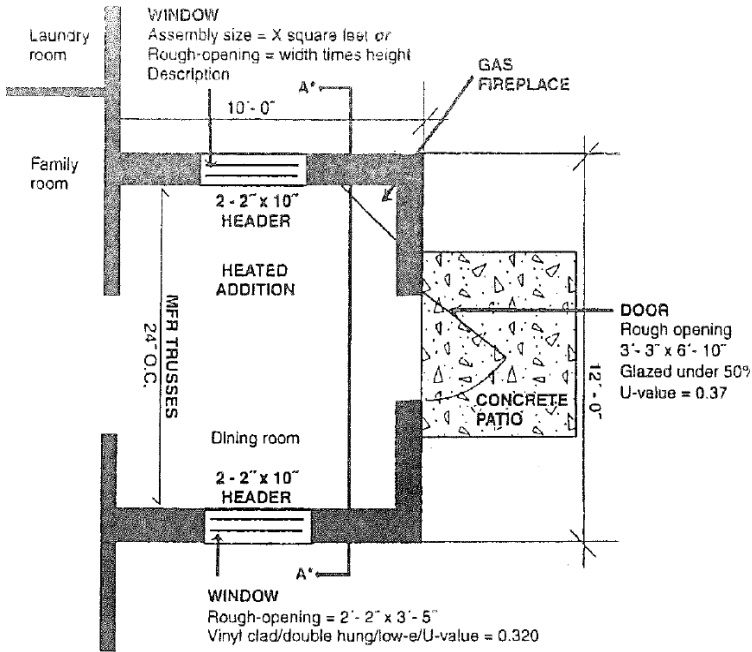 WINDOW
Assembly size = X square feet or
Rough-opening = width times height
Description
Laundry
room
A*
GAS
FIREPLACE
10'- 0"
Family
room
2 - 2" x 10"
HEADER
HEATED
ADDITION
MFR TRUSSES
24" O.C.
DOOR
Rough opening
3'- 3" x 6'- 10"
Glazed under 50%
U-value = 0.37
12'- 0"
CONCRETE
PATIO
Dining room
2 - 2" x 10"
HEADER
A*
WINDOW
Rough-opening = 2'- 2" x 3'- 5"
Vinyl clad/double hung/low-e/U-value = 0.320